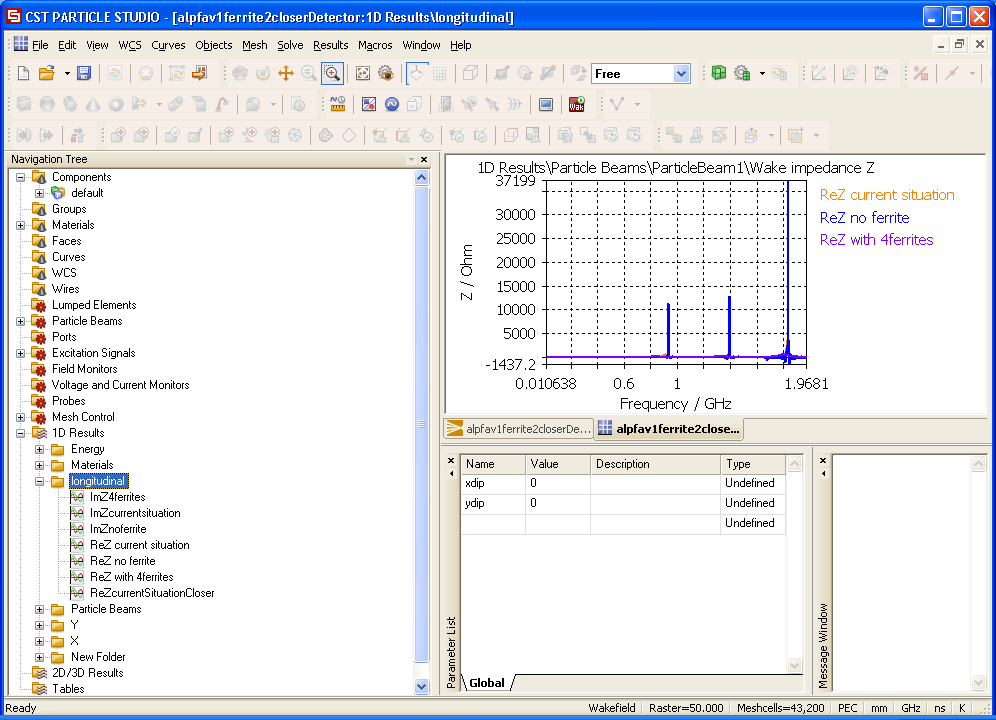 CST PARTICLE STUDIO - [alpfav1ferrite2closerDetector:1D Results\longitudinal]
File Edit View WCS Curves Objects Mesh Solve Results Macros Window Help
Free
Wak
Navigation Tree
Components
default
Groups
Materials
Faces
Curves
WCS
Wires
Lumped Elements
Particle Beams
Ports
Excitation Signals
Field Monitors
Voltage and Current Monitors
Probes
Mesh Control
1D Results
Energy
Materials
longitudinal
ImZ4ferrites
ImZcurrentsituation
ImZnoferrite
ReZ current situation
ReZ no ferrite
ReZ with 4ferrites
ReZcurrentSituationCloser
Particle Beams
Y
X
New Folder
2D/3D Results
Tables
1D Results\Particle Beams\ParticleBeam1\Wake impedance Z
37199
30000
25000
20000
15000
10000
5000
-1437.2
Z / Ohm
0.010638 0.6 1 1.9681
Frequency / GHz
ReZ current situation
ReZ no ferrite
ReZ with 4ferrites
alpfav1ferrite2closerDe... alpfav1ferrite2close...
Parameter List
Name Value Description Type
xdip 0 Undefined
ydip 0 Undefined
Undefined
Global
Message Window
Ready Wakefield Raster=50.000 Meshcells=43,200 PEC mm GHz ns K